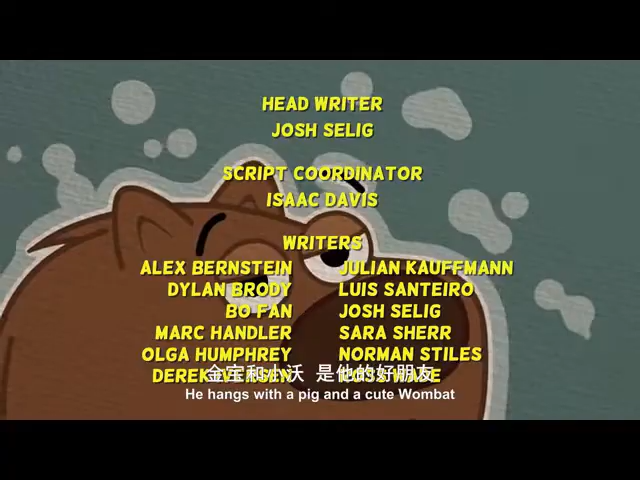 HEAD WRITER
JOSH SELIG
SCRIPT COORDINATOR
ISAAC DAVIS
WRITERS
ALEX BERNSTEIN JULIAN KAUFFMANN
DYLAN BRODY LUIS SANTEIRO
BO FAN JOSH SELIG
MARC HANDLER SARA SHERR
OLGA HUMPHREY NORMAN STILES
DEREK
金宝和小沃 是他的好朋友
He hangs with a pig and a cute Wombat